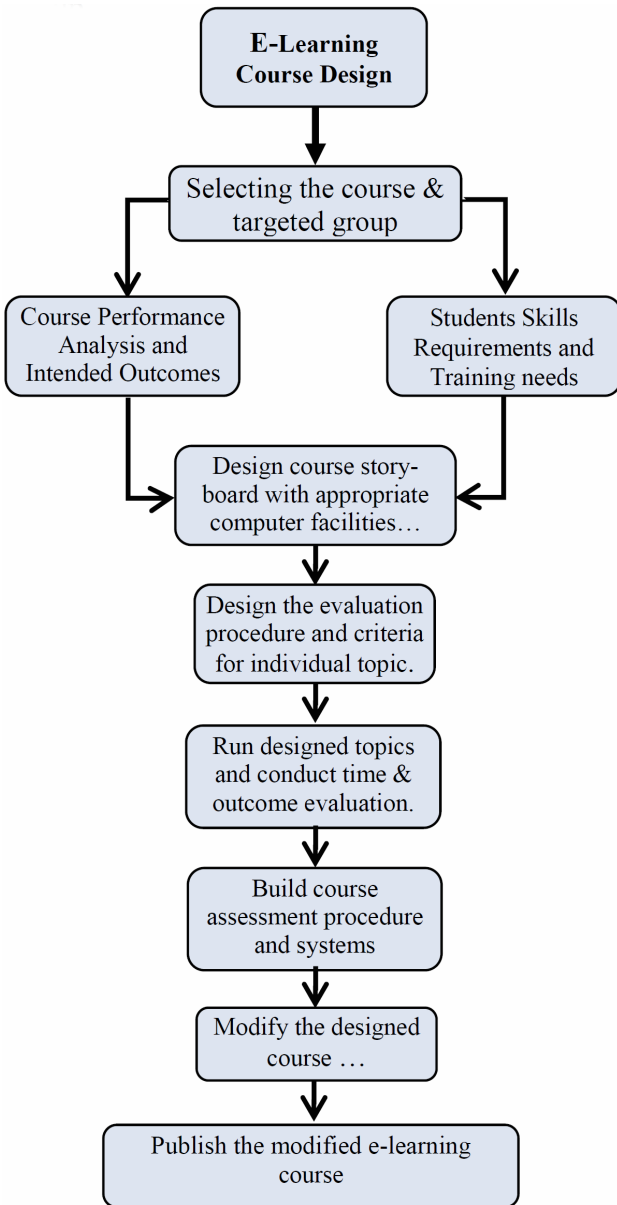 E-Learning
Course Design
Selecting the course &
targeted group
Course Performance
Analysis and
Intended Outcomes
Students Skills
Requirements and
Training needs
Design course story-
board with appropriate
computer facilities…
Design the evaluation
procedure and criteria
for individual topic.
Run designed topics
and conduct time &
outcome evaluation.
Build course
assessment procedure
and systems
Modify the designed
course …
Publish the modified e-learning
course